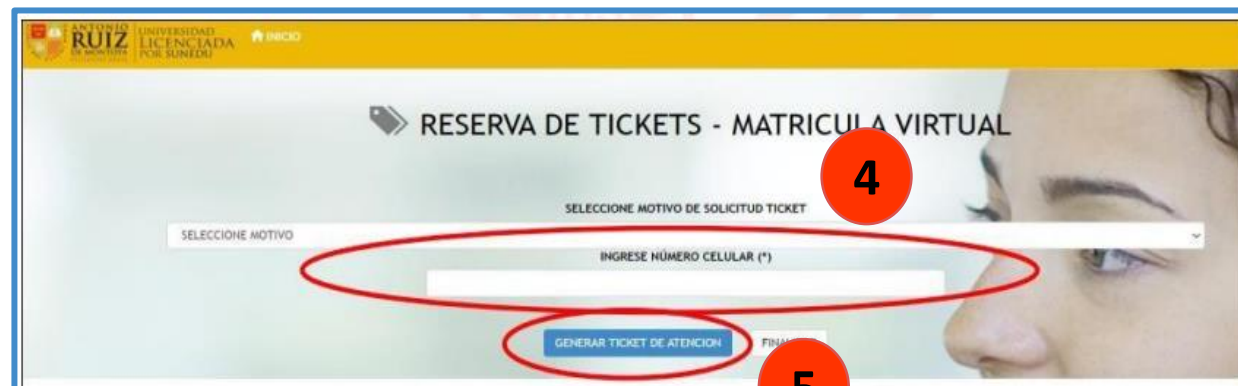 ANTONIO
RUIZ
DE MONTOYA
UNIVERSIDAD
LICENCIADA
POR SUNEDU
INICIO
RESERVA DE TICKETS - MATRICULA VIRTUAL
4
SELECCIONE MOTIVO DE SOLICITUD TICKET
SELECCIONE MOTIVO
INGRESE NÚMERO CELULAR (*)
GENERAR TICKET DE ATENCION
5